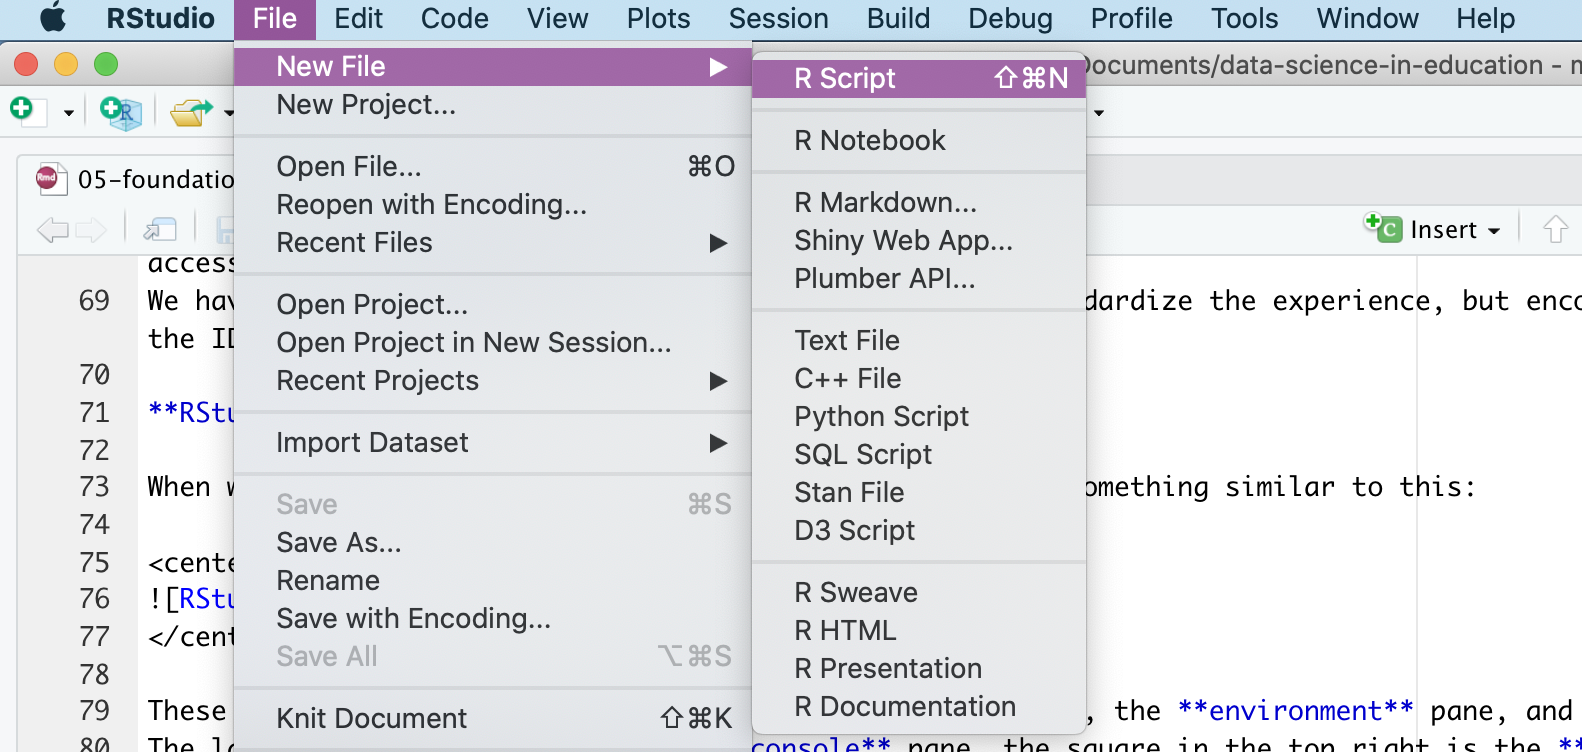 RStudio File Edit Code View Plots Session Build Debug Profile Tools Window Help
Documents/data-science-in-education - m
New File
New Project...
Open File... ⌘O
Reopen with Encoding...
Recent Files
Open Project...
Open Project in New Session...
Recent Projects
Import Dataset
Save ⌘S
Save As...
Rename
Save with Encoding...
Save All ⌥⌘S
Knit Document ⇧⌘K
R Script ⇧⌘N
R Notebook
R Markdown...
Shiny Web App...
Plumber API...
Text File
C++ File
Python Script
SQL Script
Stan File
D3 Script
R Sweave
R HTML
R Presentation
R Documentation
R
Rmd 05-foundatio
C Insert
access
69 We hav dardize the experience, but enco
the ID
70
71 **RStu
72
73 When w omething similar to this:
74
75 <cente
76 ![RStu
77 </cent
78
79 These , the **environment** pane, and
80 The lo console** pane, the square in the top right is the **